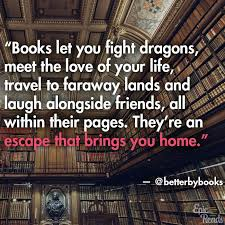 “Books let you fight dragons,
meet the love of your life,
travel to faraway lands and
laugh alongside friends, all
within their pages. They’re an
escape that brings you home.”
— @betterbybooks
Epic
Reads